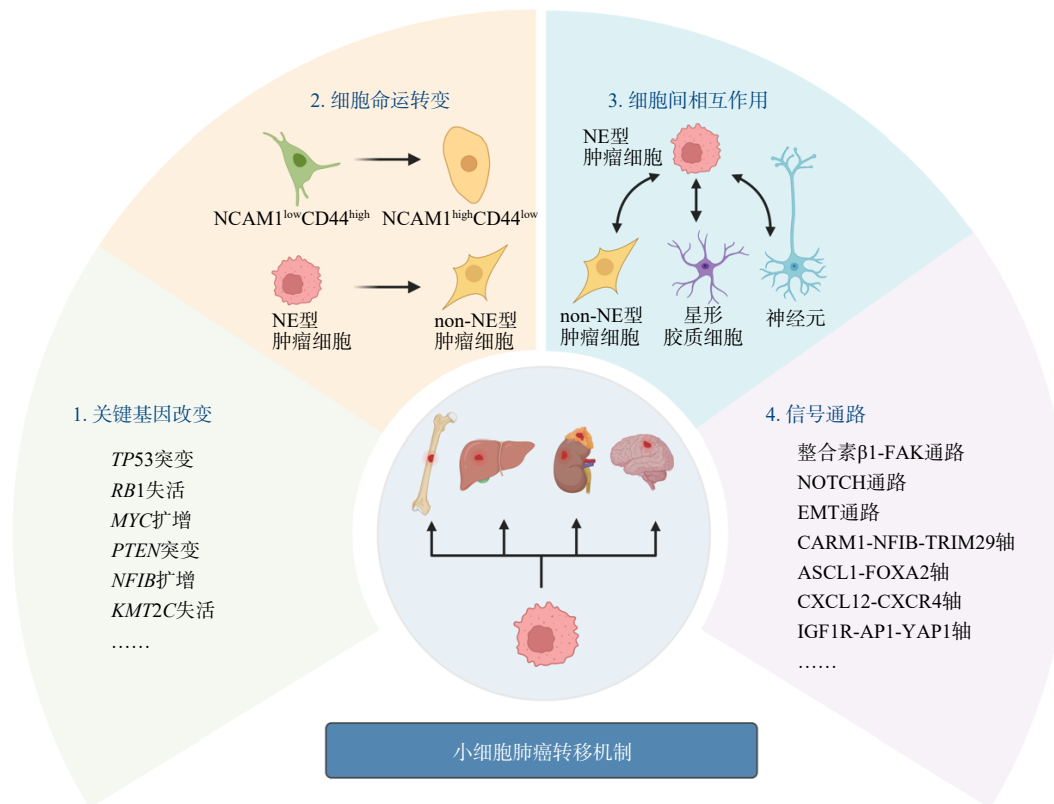 2. 细胞命运转变
NCAM1lowCD44high
NCAM1highCD44low
NE型
肿瘤细胞
non-NE型
肿瘤细胞
3. 细胞间相互作用
NE型
肿瘤细胞
non-NE型
肿瘤细胞
星形
胶质细胞
神经元
1. 关键基因改变
TP53突变
RB1失活
MYC扩增
PTEN突变
NFIB扩增
KMT2C失活
……
4. 信号通路
整合素β1-FAK通路
NOTCH通路
EMT通路
CARM1-NFIB-TRIM29轴
ASCL1-FOXA2轴
CXCL12-CXCR4轴
IGF1R-AP1-YAP1轴
……
小细胞肺癌转移机制